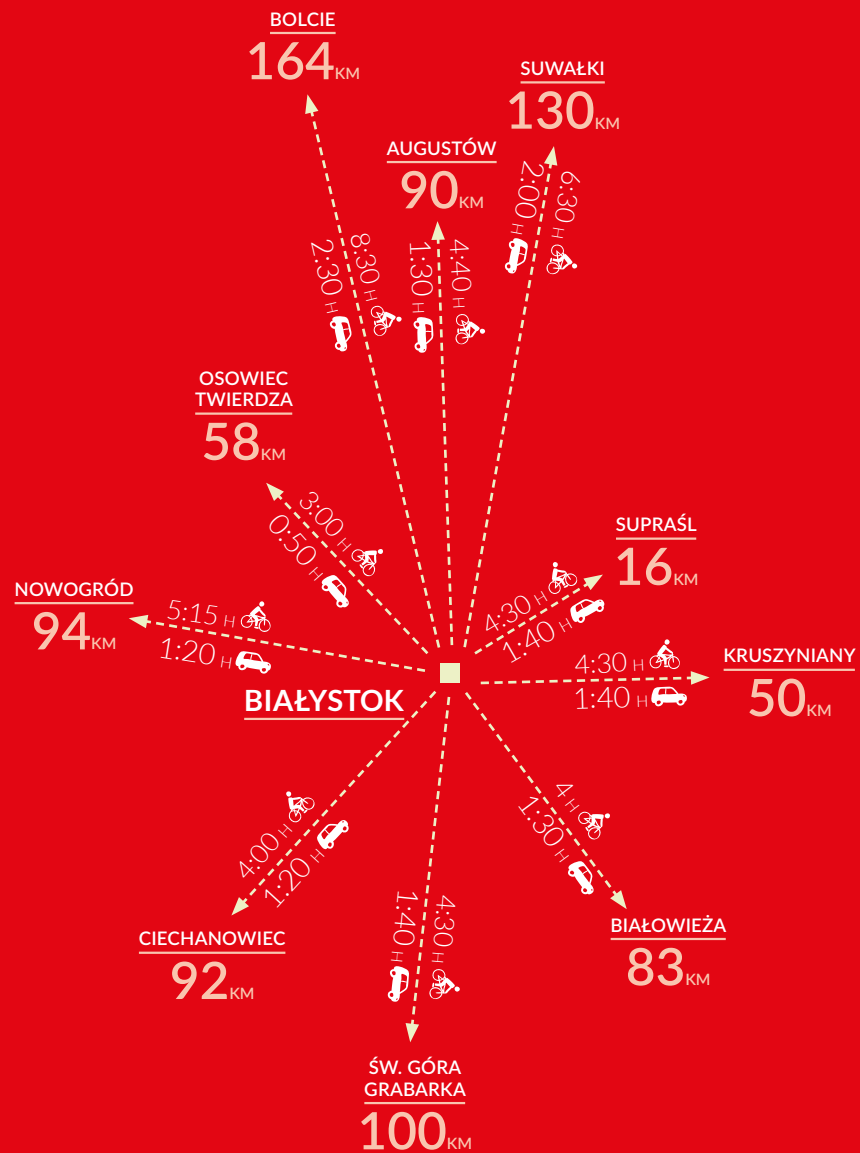 BOLCIE
164KM
SUWAŁKI
130KM
AUGUSTÓW
90KM
2:30 H
8:30 H
1:30 H
4:40 H
2:00 H
6:30 H
OSOWIEC
TWIERDZA
58KM
3:00 H
0:50 H
SUPRAŚL
16KM
4:30 H
1:40 H
NOWOGRÓD
94KM
5:15 H
1:20 H
KRUSZYNIANY
50KM
4:30 H
1:40 H
BIAŁYSTOK
4:00 H
1:20 H
CIECHANOWIEC
92KM
1:40 H
4:30 H
ŚW. GÓRA
GRABARKA
100KM
4 H
1:30 H
BIAŁOWIEŻA
83KM